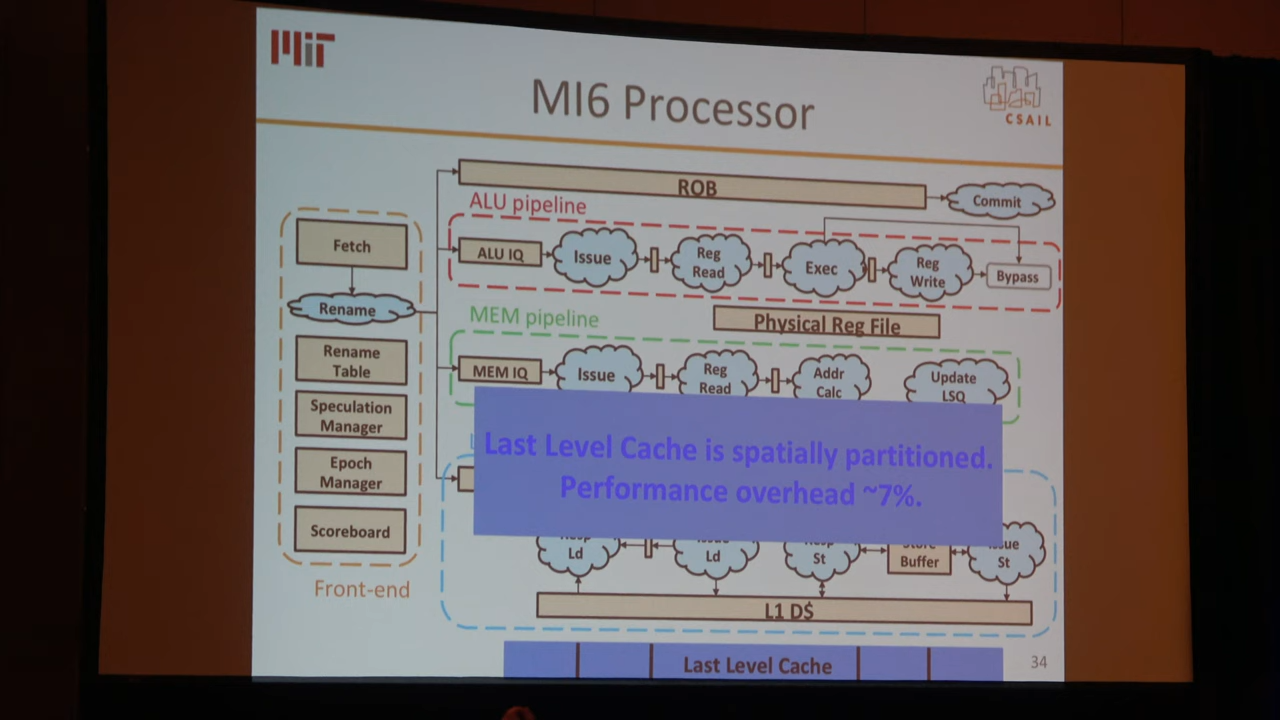 MIT
MI6 Processor
CSAIL
ROB
Commit
ALU pipeline
Fetch
ALU IQ
Issue
Reg
Read
Exec
Reg
Write
Bypass
Rename
MEM pipeline
Physical Reg File
Rename
Table
MEM IQ
Issue
Reg
Read
Addr
Calc
Update
LSQ
Speculation
Manager
Last Level Cache is spatially partitioned.
Performance overhead ~7%.
Epoch
Manager
Scoreboard
Ld
Ld
St
Buffer
St
Front-end
L1 D$
Last Level Cache
34